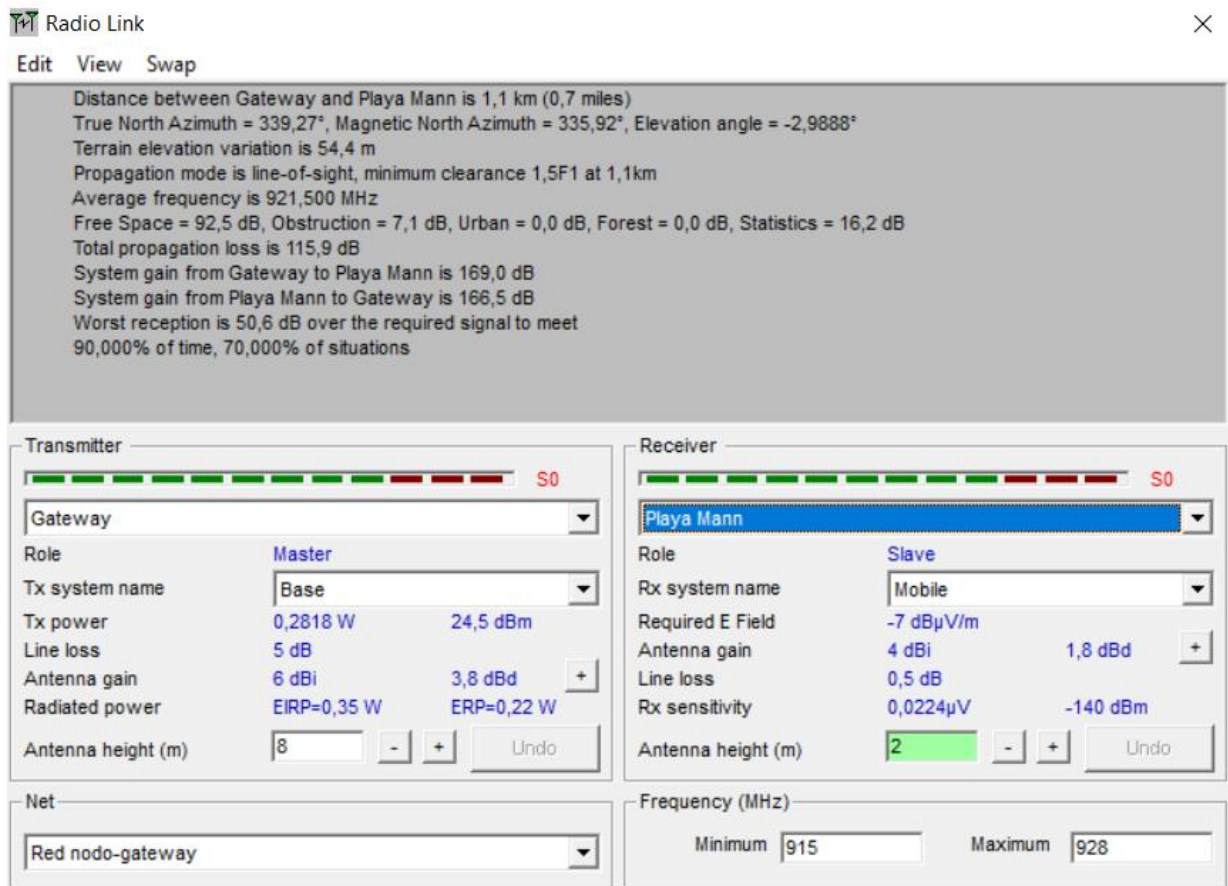 Radio Link
Edit View Swap
Distance between Gateway and Playa Mann is 1,1 km (0,7 miles)
True North Azimuth = 339,27°, Magnetic North Azimuth = 335,92°, Elevation angle = -2,9888°
Terrain elevation variation is 54,4 m
Propagation mode is line-of-sight, minimum clearance 1,5F1 at 1,1km
Average frequency is 921,500 MHz
Free Space = 92,5 dB, Obstruction = 7,1 dB, Urban = 0,0 dB, Forest = 0,0 dB, Statistics = 16,2 dB
Total propagation loss is 115,9 dB
System gain from Gateway to Playa Mann is 169,0 dB
System gain from Playa Mann to Gateway is 166,5 dB
Worst reception is 50,6 dB over the required signal to meet
90,000% of time, 70,000% of situations
Transmitter
S0
Gateway
Role Master
Tx system name Base
Tx power 0,2818 W 24,5 dBm
Line loss 5 dB
Antenna gain 6 dBi 3,8 dBd +
Radiated power EIRP=0,35 W ERP=0,22 W
Antenna height (m) 8 - + Undo
Net
Red nodo-gateway
Receiver
S0
Playa Mann
Role Slave
Rx system name Mobile
Required E Field -7 dBµV/m
Antenna gain 4 dBi 1,8 dBd +
Line loss 0,5 dB
Rx sensitivity 0,0224µV -140 dBm
Antenna height (m) 2 - + Undo
Frequency (MHz)
Minimum 915 Maximum 928